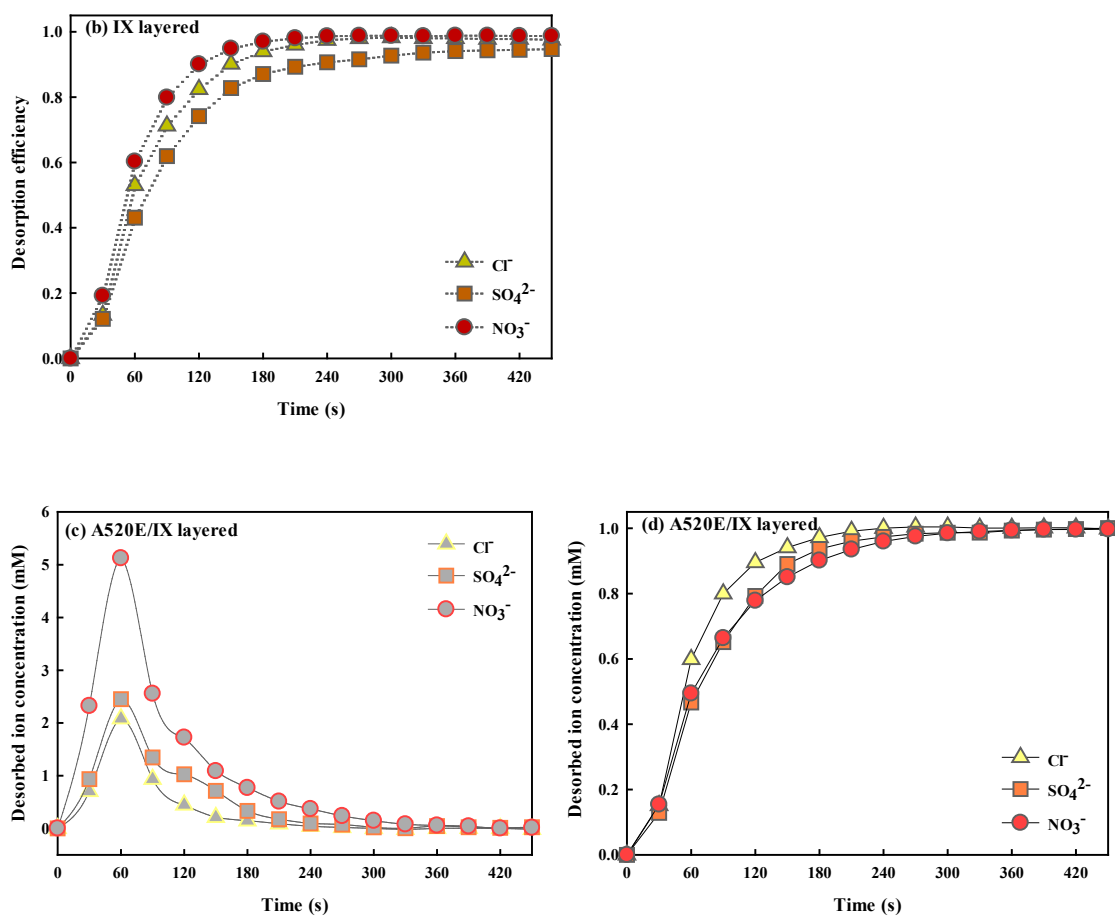 (b) IX layered
Desorption efficiency
1.0
0.8
0.6
0.4
0.2
0.0
Cl⁻
SO₄²⁻
NO₃⁻
0 60 120 180 240 300 360 420
Time (s)
(c) A520E/IX layered
Desorbed ion concentration (mM)
6
5
4
3
2
1
0
Cl⁻
SO₄²⁻
NO₃⁻
0 60 120 180 240 300 360 420
Time (s)
(d) A520E/IX layered
Desorbed ion concentration (mM)
1.0
0.8
0.6
0.4
0.2
0.0
Cl⁻
SO₄²⁻
NO₃⁻
0 60 120 180 240 300 360 420
Time (s)